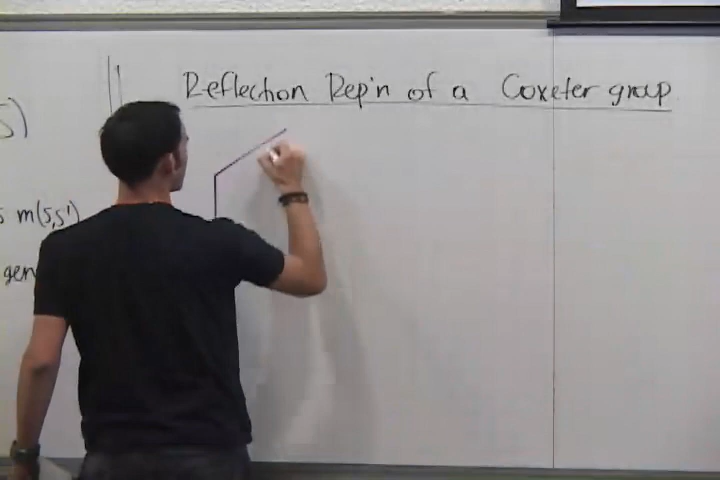 Reflection Rep'n of a Coxeter group
m(s,s')
gen